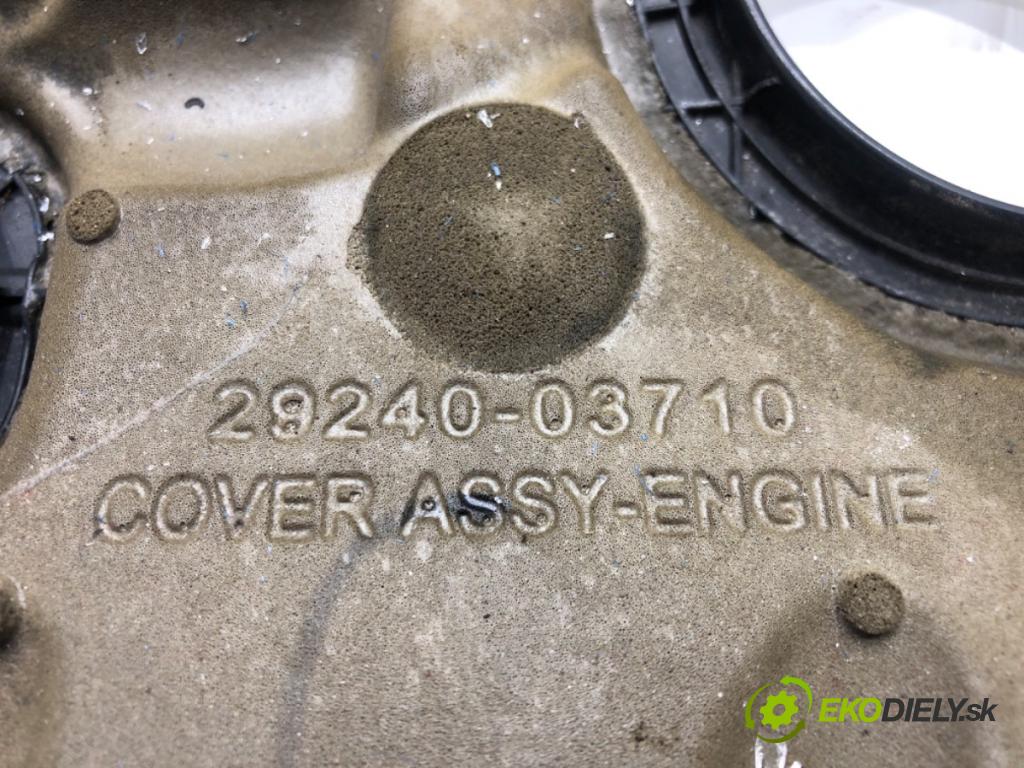 29240-03710
COVER ASSY-ENGINE
EKODIELY.sk